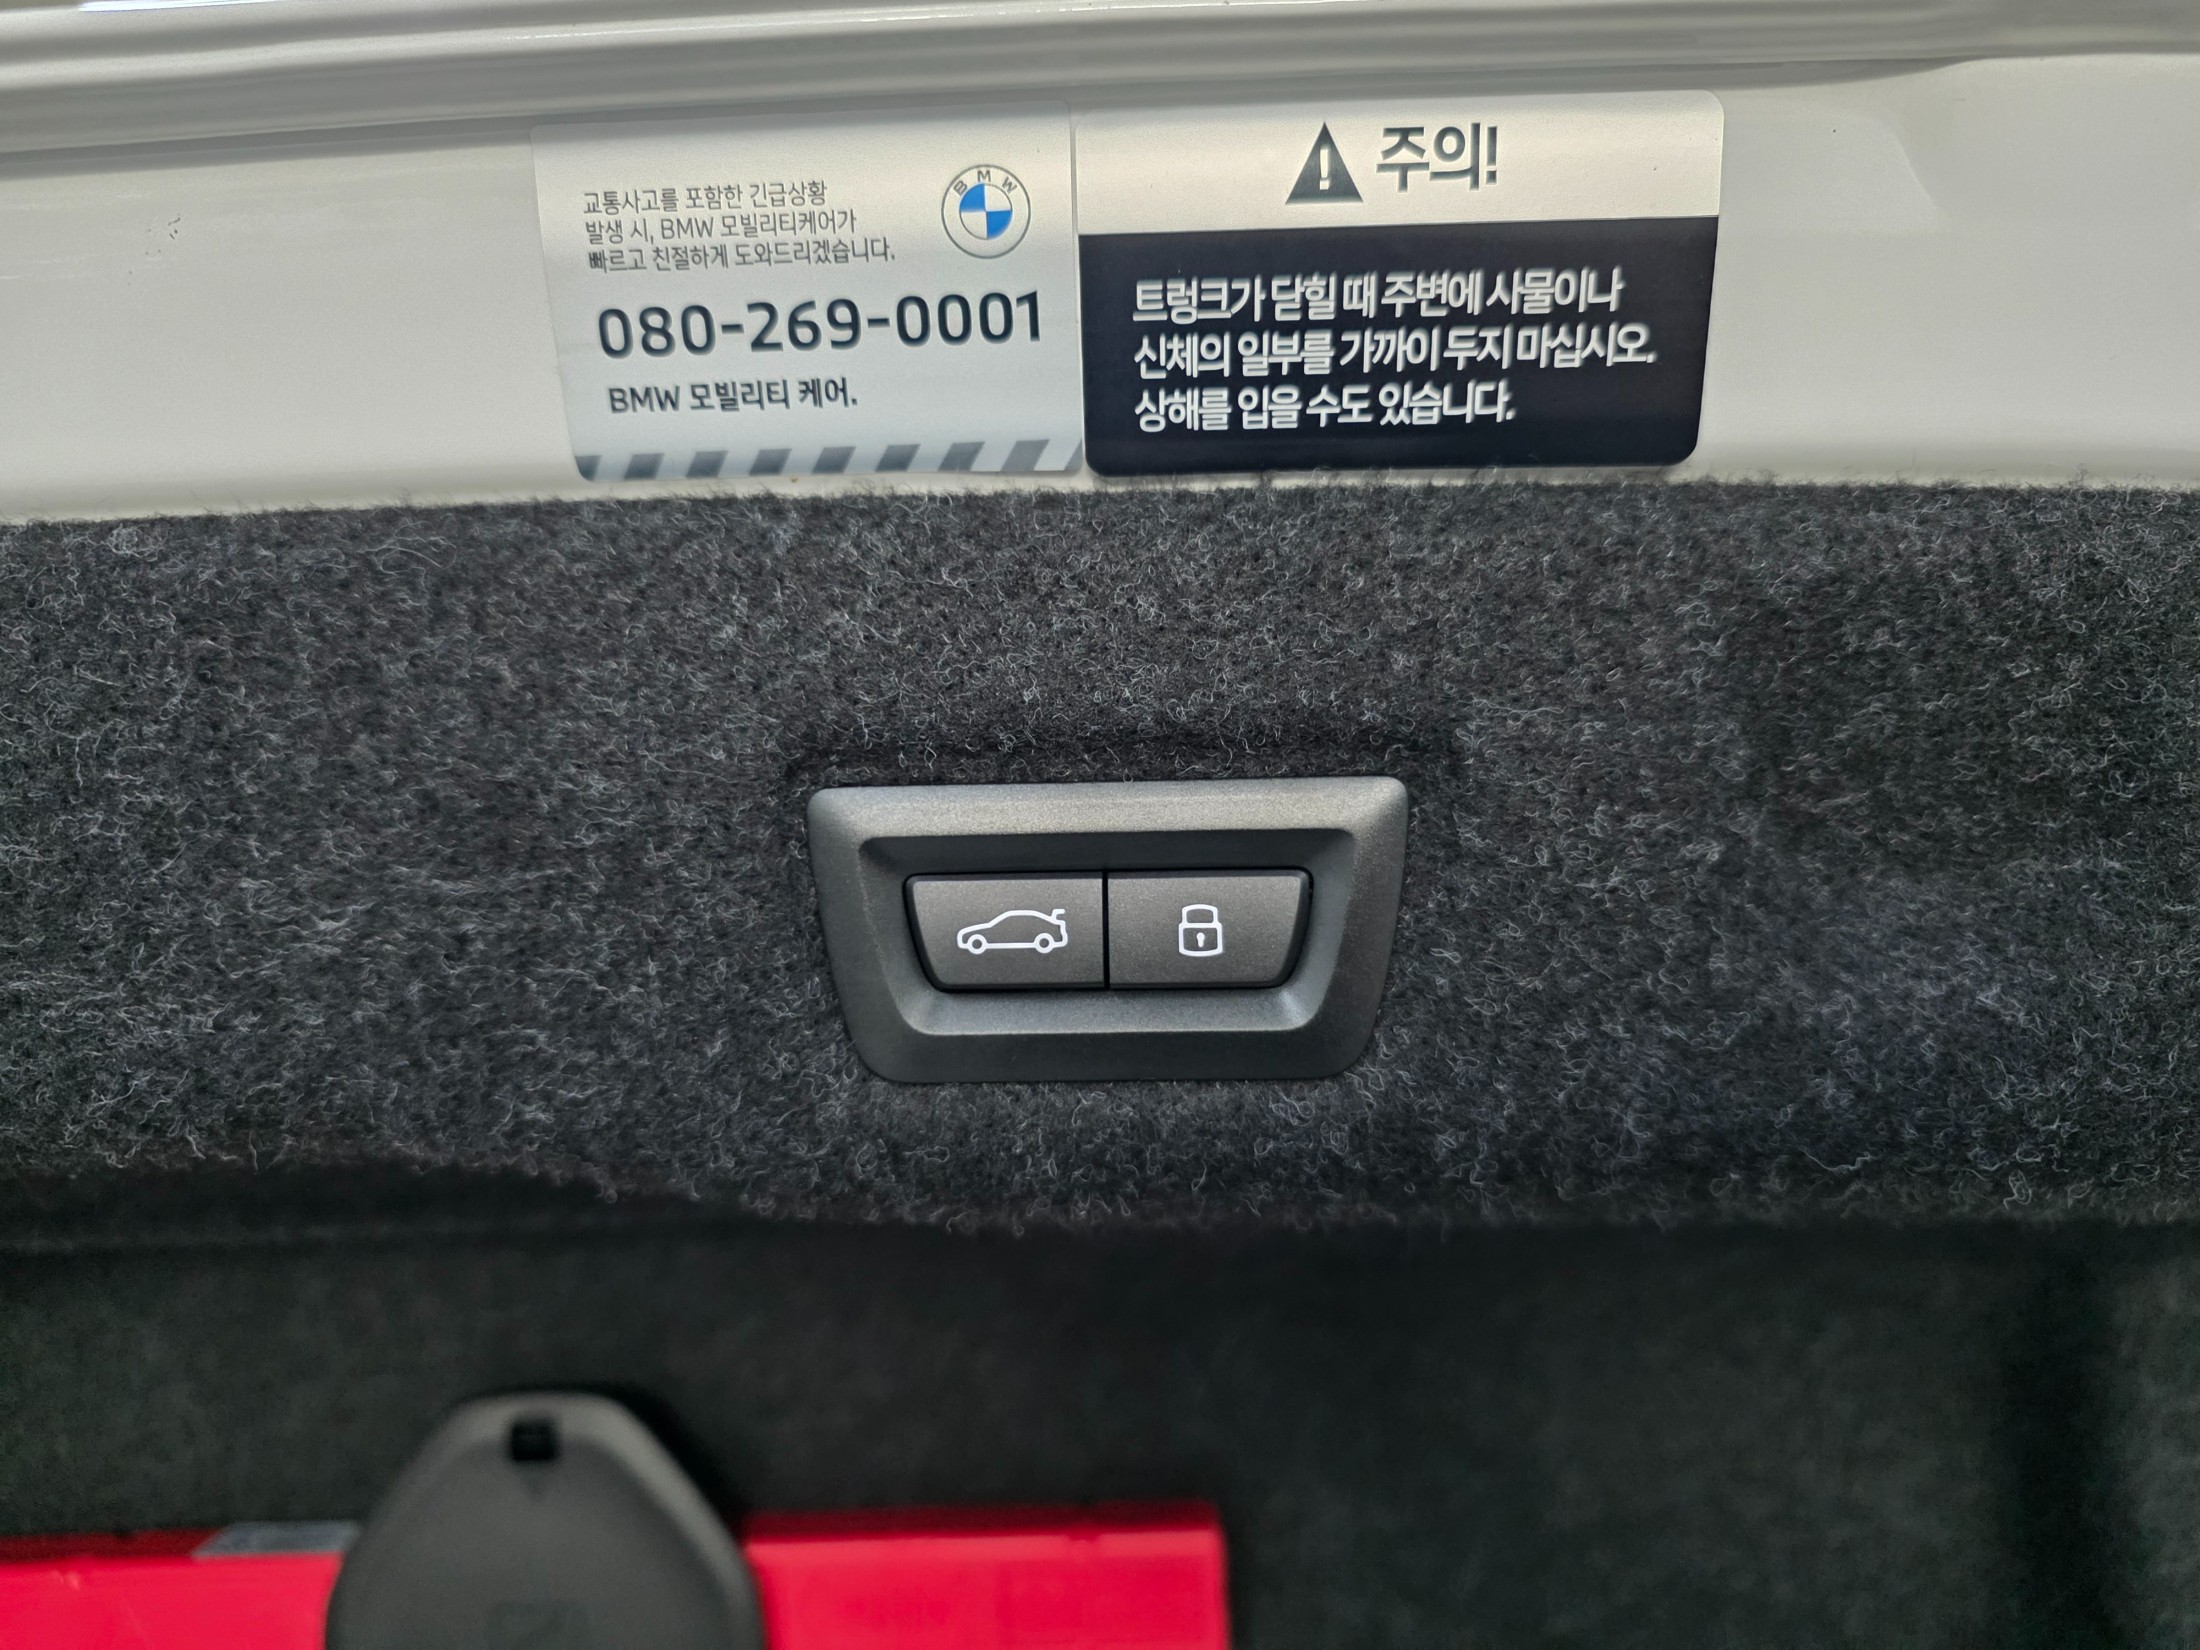 교통사고를 포함한 긴급상황
발생 시, BMW 모빌리티케어가
빠르고 친절하게 도와드리겠습니다.
BMW
080-269-0001
BMW 모빌리티 케어.
주의!
트렁크가 닫힐 때 주변에 사물이나
신체의 일부를 가까이 두지 마십시오.
상해를 입을 수도 있습니다.